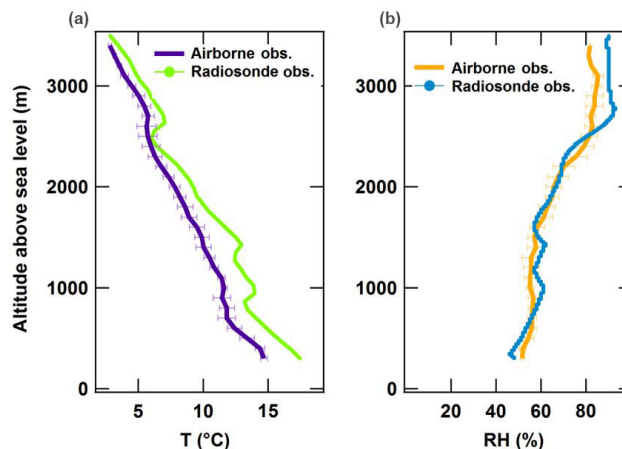 (a)
(b)
Airborne obs.
Radiosonde obs.
Airborne obs.
Radiosonde obs.
Altitude above sea level (m)
3000
2000
1000
0
3000
2000
1000
0
5
10
15
20
40
60
80
T (°C)
RH (%)